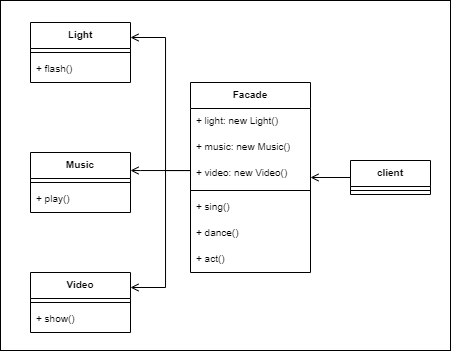 Light
+ flash()
Music
+ play()
Video
+ show()
Facade
+ light: new Light()
+ music: new Music()
+ video: new Video()
+ sing()
+ dance()
+ act()
client